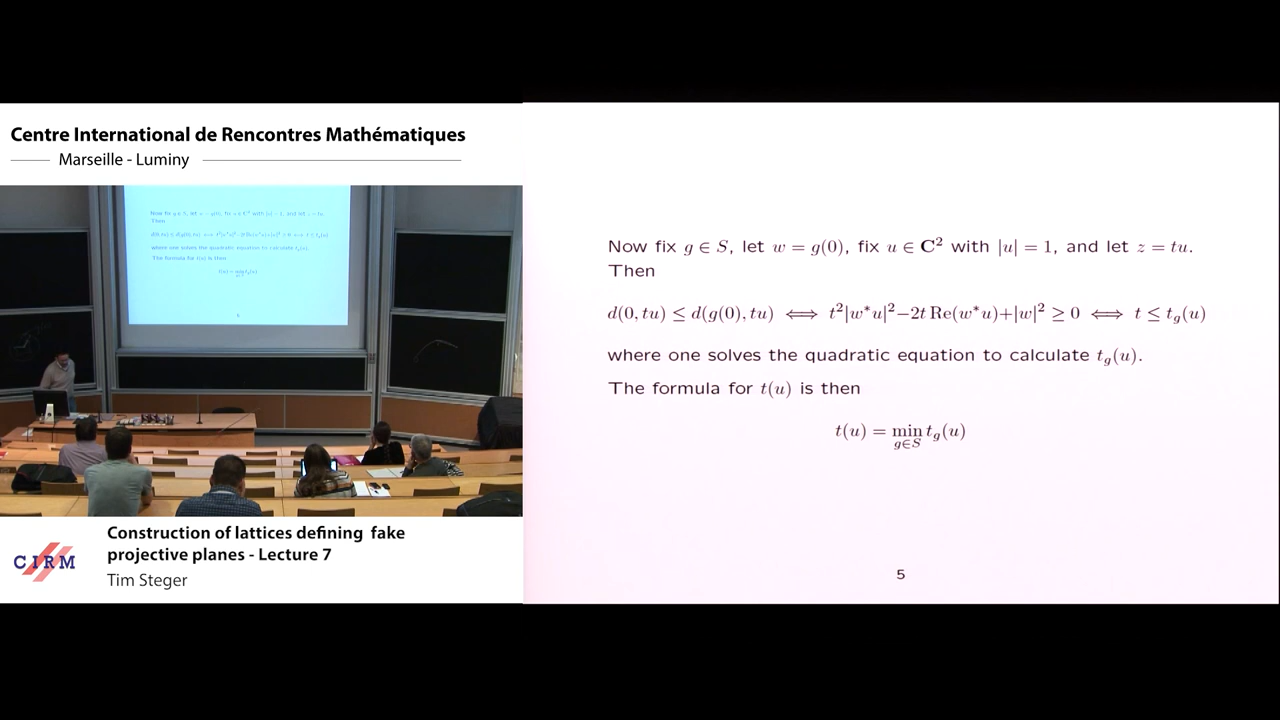 Centre International de Rencontres Mathématiques
Marseille - Luminy
Now fix g ∈ S, let w = g(0), fix u ∈ C² with |u| = 1, and let z = tu.
Then
d(0, tu) ≤ d(g(0), tu) ⟺ t²|w*u|²−2t Re(w*u)+|w|² ≥ 0 ⟺ t ≤ t_g(u)
where one solves the quadratic equation to calculate t_g(u).
The formula for t(u) is then
t(u) = min t_g(u)
g∈S
5
Construction of lattices defining fake
projective planes - Lecture 7
Tim Steger
CIRM